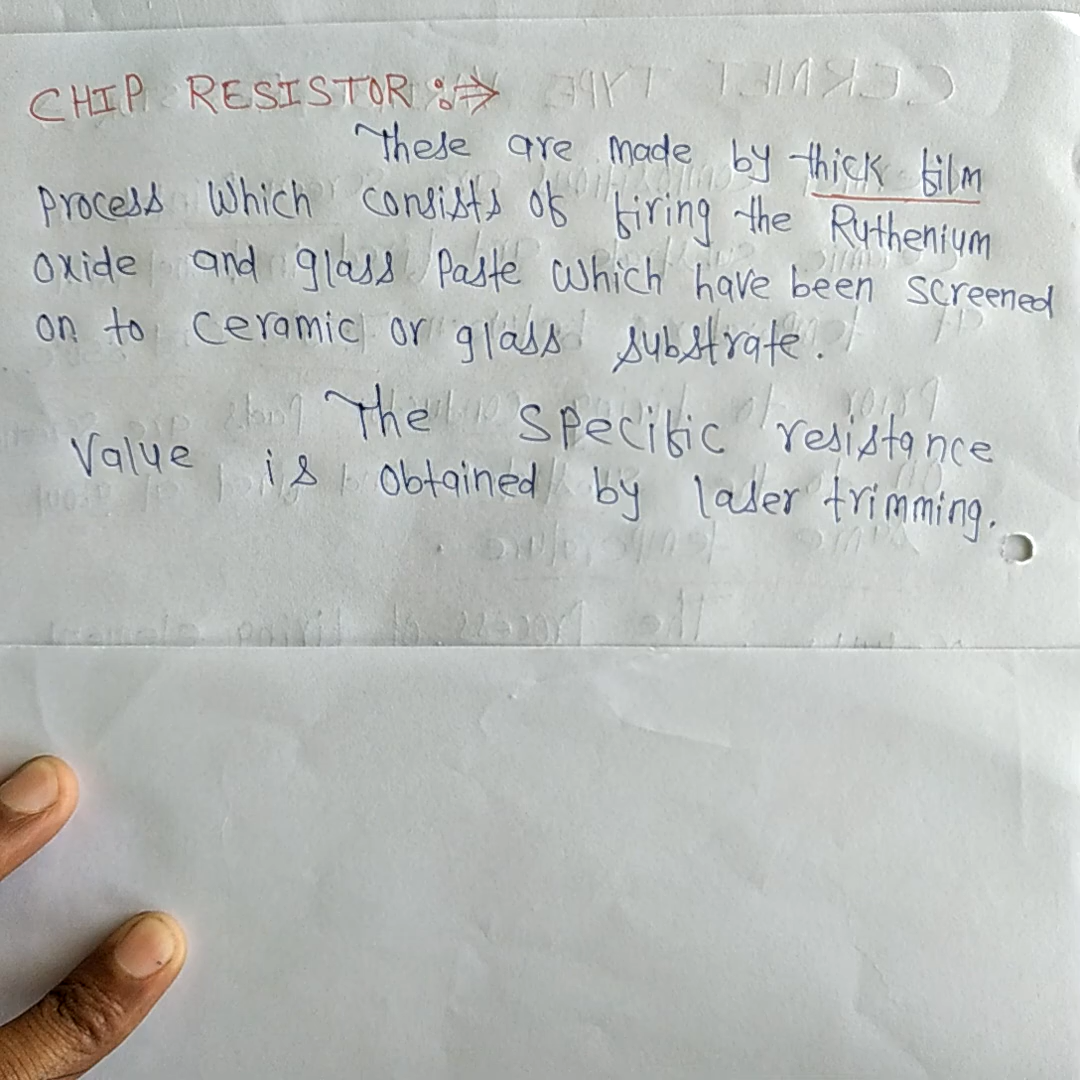 CHIP RESISTOR :⇒
These are made by thick film
process which consists of firing the Ruthenium
oxide and glass paste which have been screened
on to ceramic or glass substrate.
The specific resistance
value is obtained by laser trimming.